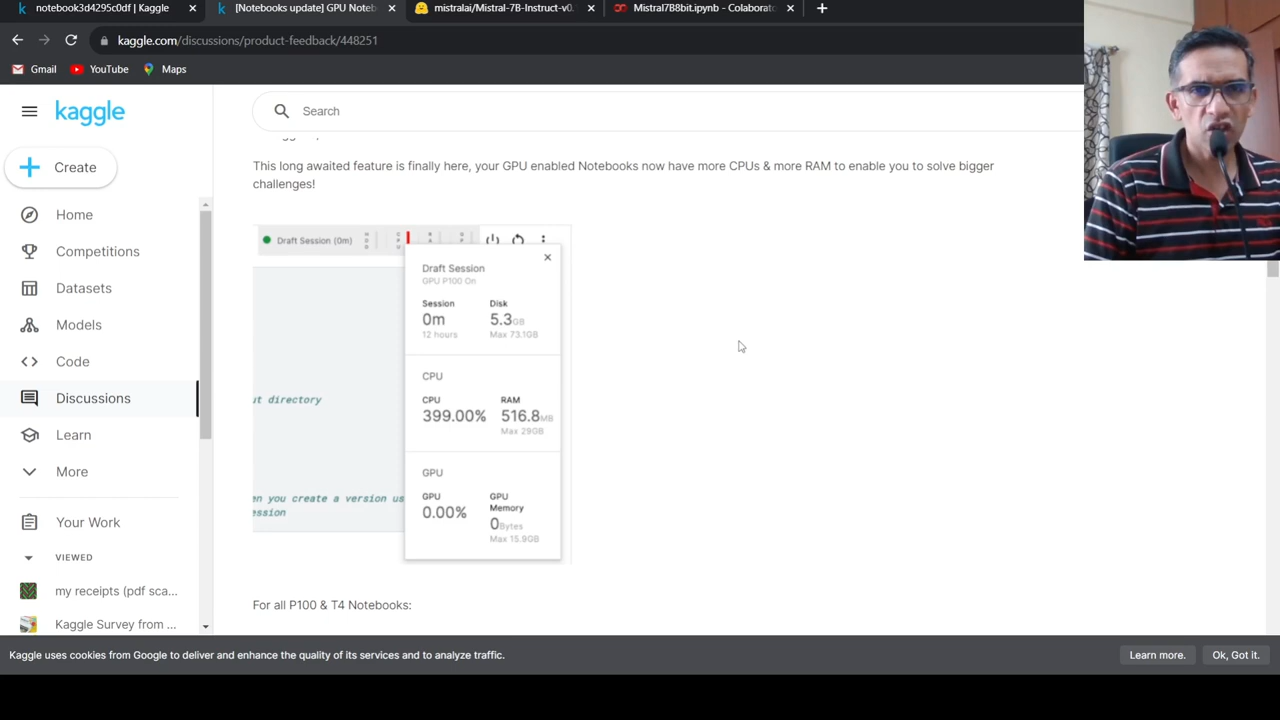 notebook3d4295c0df | Kaggle
[Notebooks update] GPU Noteb
mistralai/Mistral-7B-Instruct-v0.
Mistral7B8bit.ipynb - Colaborato
kaggle.com/discussions/product-feedback/448251
Gmail
YouTube
Maps
kaggle
Search
Create
Home
Competitions
Datasets
Models
Code
Discussions
Learn
More
Your Work
VIEWED
my receipts (pdf sca...
Kaggle Survey from ...
This long awaited feature is finally here, your GPU enabled Notebooks now have more CPUs & more RAM to enable you to solve bigger
challenges!
Draft Session (0m)
Draft Session
GPU P100 On
Session
Disk
0m
5.3GB
12 hours
Max 73.1GB
CPU
CPU
RAM
399.00%
516.8MB
Max 29GB
GPU
GPU
GPU
Memory
0.00%
0Bytes
Max 15.9GB
ut directory
en you create a version us
ession
For all P100 & T4 Notebooks:
Kaggle uses cookies from Google to deliver and enhance the quality of its services and to analyze traffic.
Learn more.
Ok, Got it.